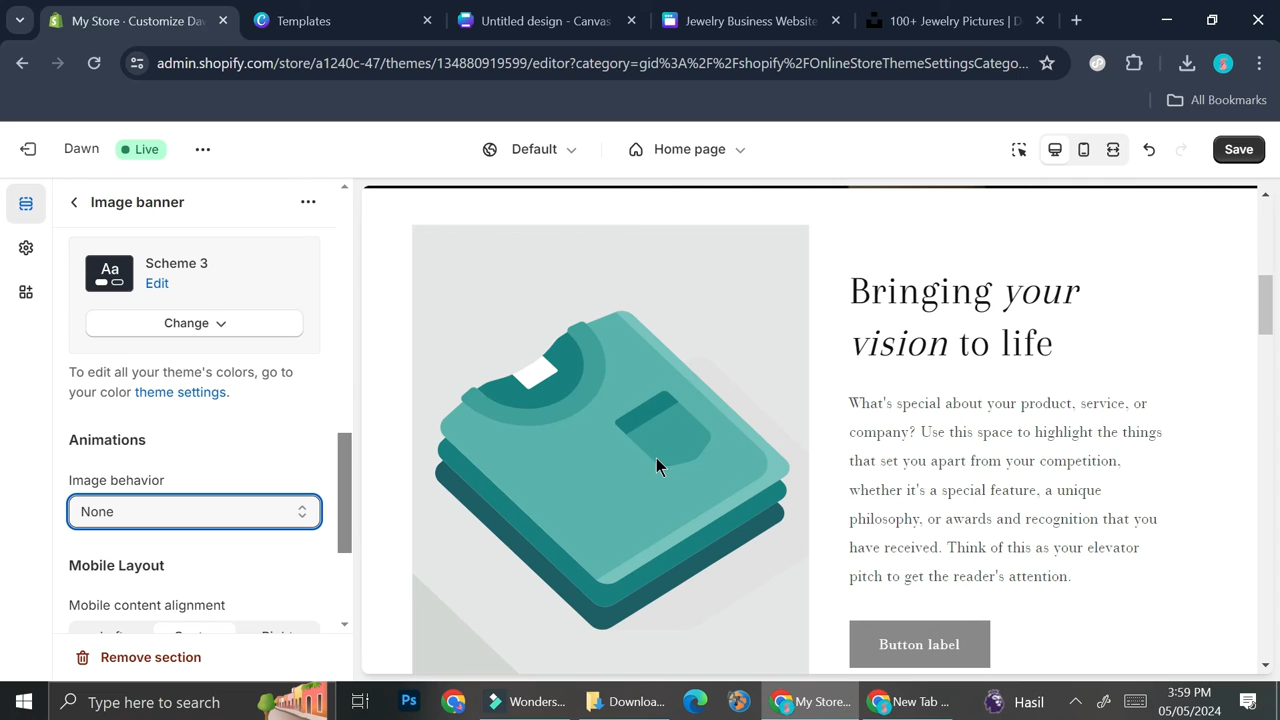 My Store · Customize Da
Templates
Untitled design - Canvas
Jewelry Business Website
100+ Jewelry Pictures | D
admin.shopify.com/store/a1240c-47/themes/134880919599/editor?category=gid%3A%2F%2Fshopify%2FOnlineStoreThemeSettingsCatego...
All Bookmarks
Dawn
Live
Default
Home page
Save
Image banner
Aa
Scheme 3
Edit
Change
To edit all your theme's colors, go to
your color theme settings.
Animations
Image behavior
None
Mobile Layout
Mobile content alignment
Remove section
Bringing your
vision to life
What's special about your product, service, or
company? Use this space to highlight the things
that set you apart from your competition,
whether it's a special feature, a unique
philosophy, or awards and recognition that you
have received. Think of this as your elevator
pitch to get the reader's attention.
Button label
Type here to search
Ps
Wonders...
Downloa...
My Store...
New Tab ...
Hasil
3:59 PM
05/05/2024